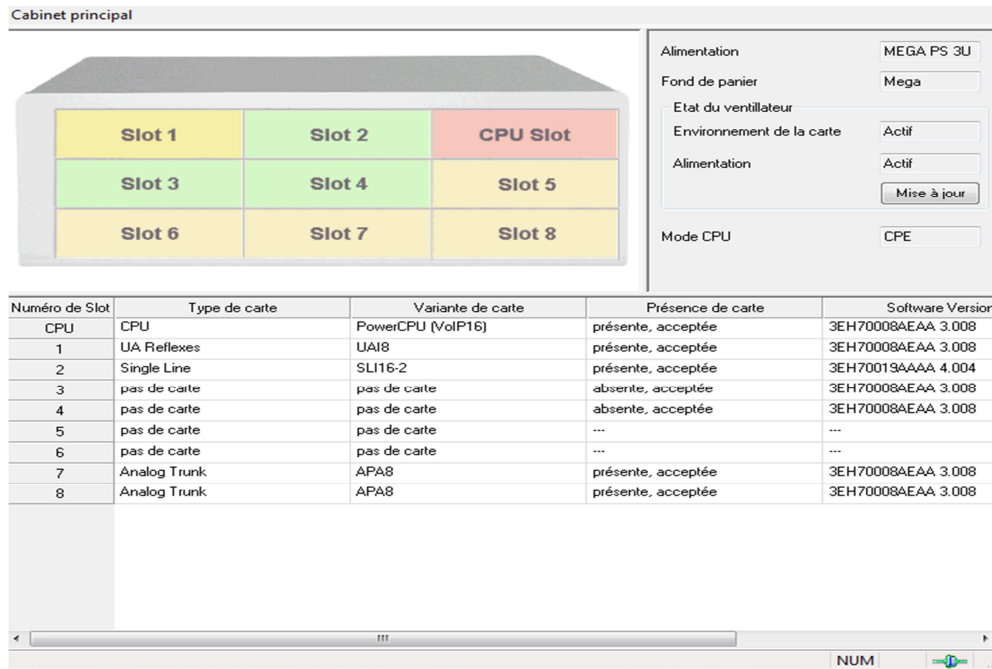 Cabinet principal
Slot 1 Slot 2 CPU Slot
Slot 3 Slot 4 Slot 5
Slot 6 Slot 7 Slot 8
Alimentation MEGA PS 3U
Fond de panier Mega
Etat du ventillateur
Environnement de la carte Actif
Alimentation Actif
Mise à jour
Mode CPU CPE
Numéro de Slot Type de carte Variante de carte Présence de carte Software Version
CPU CPU PowerCPU (VoIP16) présente, acceptée 3EH70008AEAA 3.008
1 UA Reflexes UAI8 présente, acceptée 3EH70008AEAA 3.008
2 Single Line SLI16-2 présente, acceptée 3EH70019AAAA 4.004
3 pas de carte pas de carte absente, acceptée 3EH70008AEAA 3.008
4 pas de carte pas de carte absente, acceptée 3EH70008AEAA 3.008
5 pas de carte pas de carte --- ---
6 pas de carte pas de carte --- ---
7 Analog Trunk APA8 présente, acceptée 3EH70008AEAA 3.008
8 Analog Trunk APA8 présente, acceptée 3EH70008AEAA 3.008
NUM